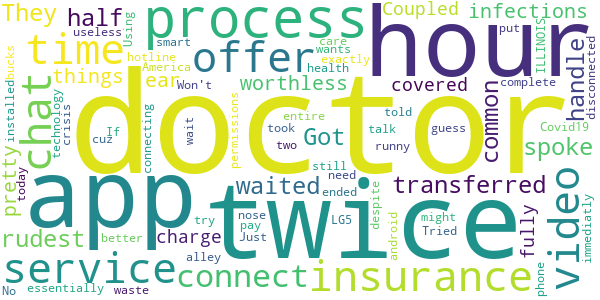 They half process hour
useless Using hotline Coupled infections
time offer smart care wants ILLINOIS put
things America exactly
bucks installed chat ear Won't health complete
worthless covered handle disconnected
technology crisis doctor common
If cuz connecting permissions entire told Covid19
wait took Got talk runny guess
today two spoke
pretty app waited still need transferred video
ended despite might
rudest try nose LG5 Tried fully
better charge pay Just twice android
alley phone immediatly
service connect insurance
No essentially waste